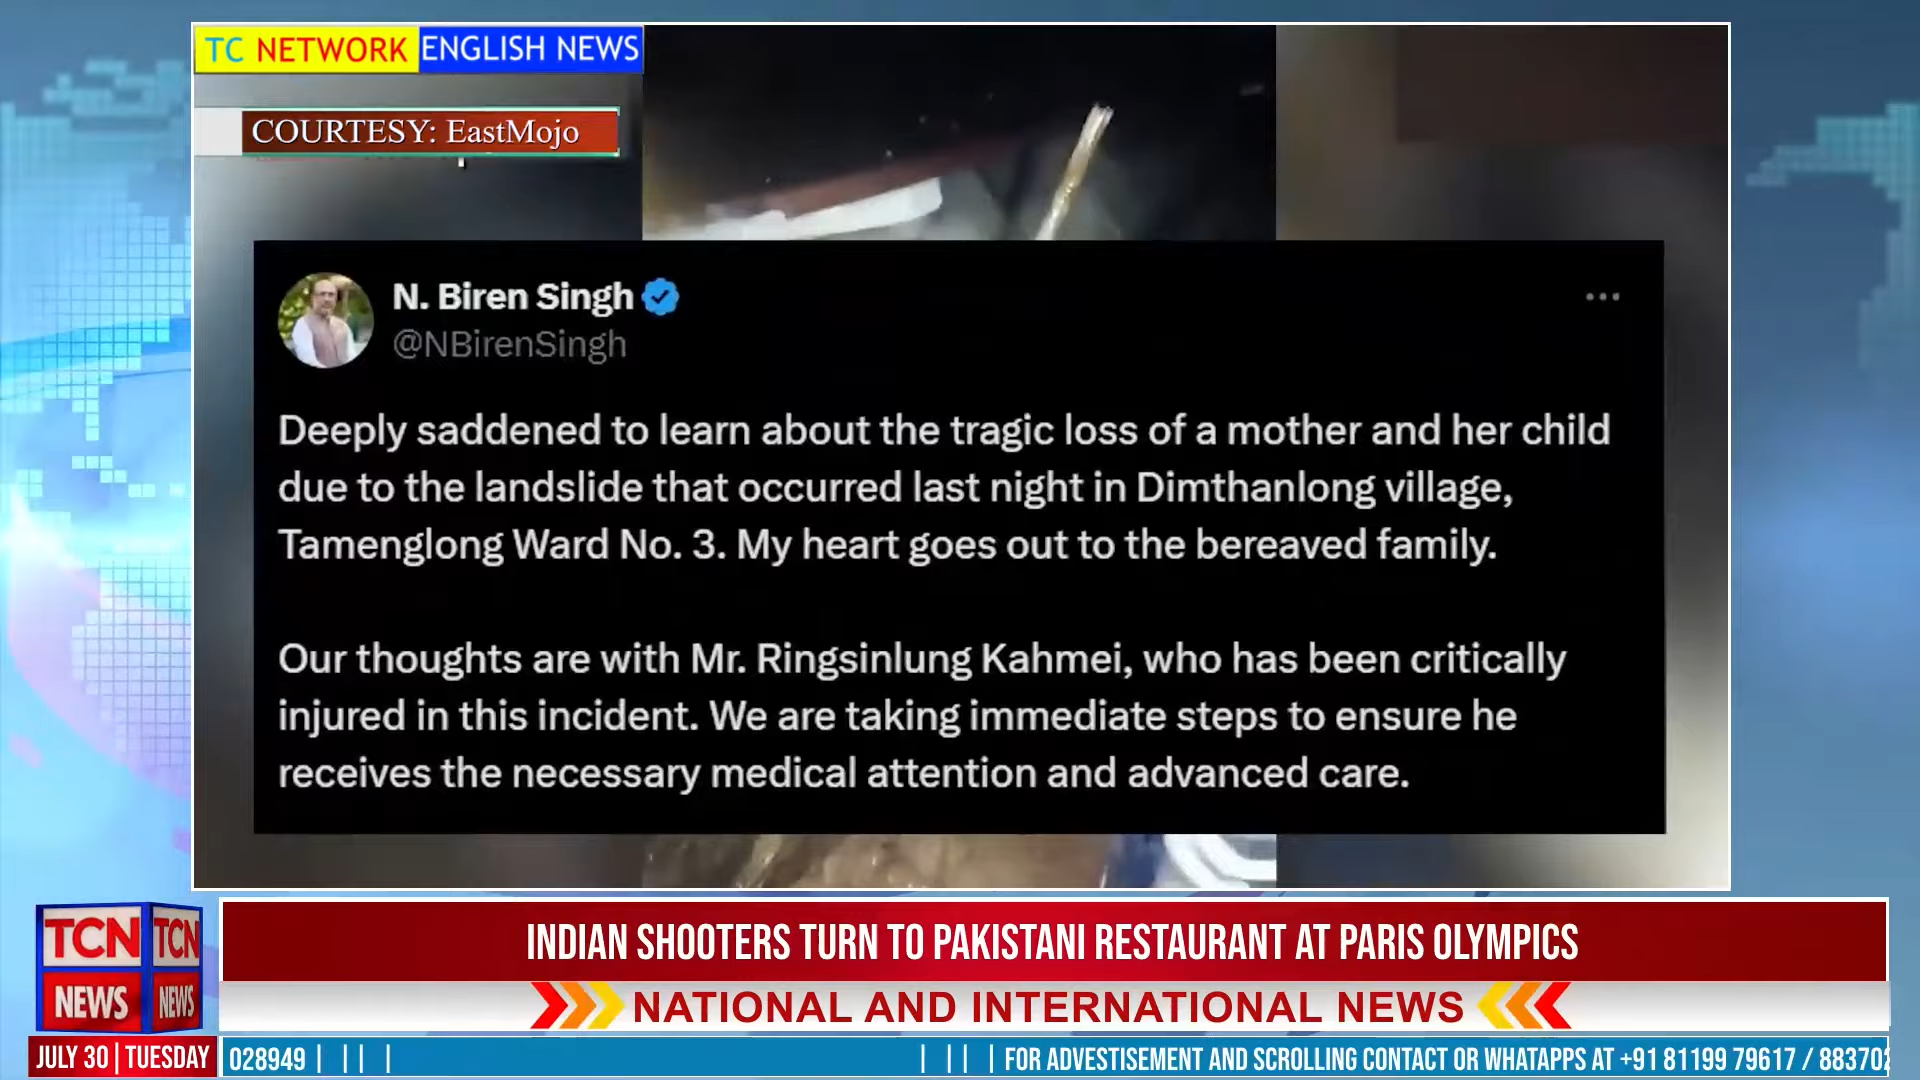 TC NETWORK ENGLISH NEWS
COURTESY: EastMojo
N. Biren Singh
@NBirenSingh
Deeply saddened to learn about the tragic loss of a mother and her child
due to the landslide that occurred last night in Dimthanlong village,
Tamenglong Ward No. 3. My heart goes out to the bereaved family.
Our thoughts are with Mr. Ringsinlung Kahmei, who has been critically
injured in this incident. We are taking immediate steps to ensure he
receives the necessary medical attention and advanced care.
TCN TCN
NEWS NEWS
INDIAN SHOOTERS TURN TO PAKISTANI RESTAURANT AT PARIS OLYMPICS
NATIONAL AND INTERNATIONAL NEWS
JULY 30 | TUESDAY
028949 | | | | | | | | FOR ADVESTISEMENT AND SCROLLING CONTACT OR WHATAPPS AT +91 81199 79617 / 88370